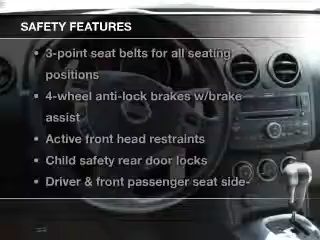 SAFETY FEATURES
• 3-point seat belts for all seating
positions
• 4-wheel anti-lock brakes w/brake
assist
• Active front head restraints
• Child safety rear door locks
• Driver & front passenger seat side-